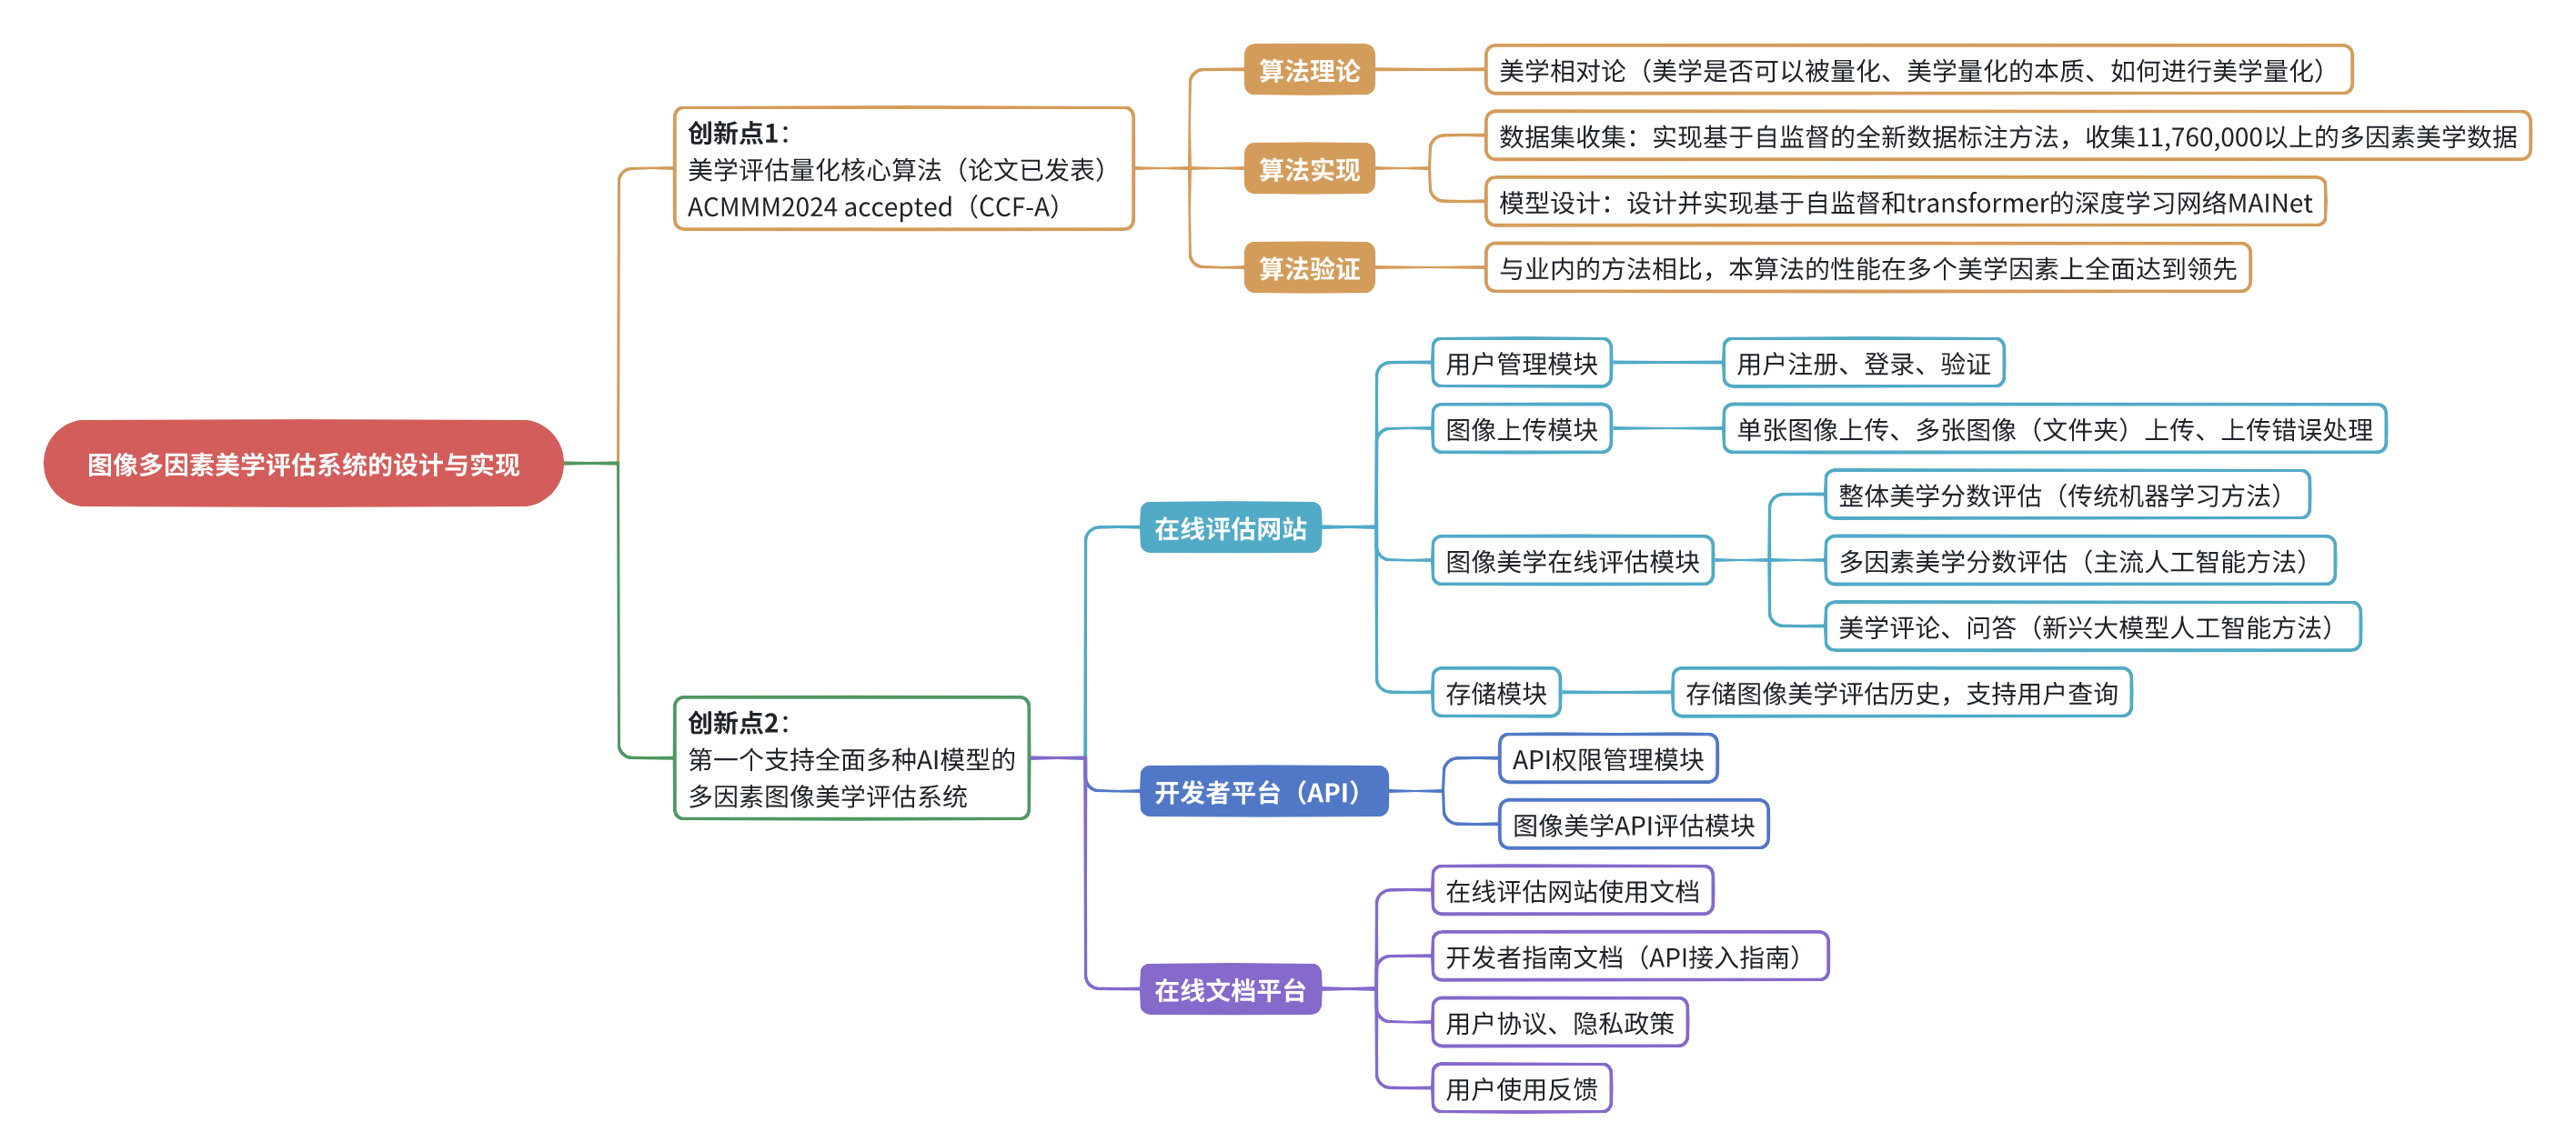 图像多因素美学评估系统的设计与实现
创新点1：
美学评估量化核心算法（论文已发表）
ACMMM2024 accepted（CCF-A）
算法理论
美学相对论（美学是否可以被量化、美学量化的本质、如何进行美学量化）
算法实现
数据集收集：实现基于自监督的全新数据标注方法，收集11,760,000以上的多因素美学数据
模型设计：设计并实现基于自监督和transformer的深度学习网络MAINet
算法验证
与业内的方法相比，本算法的性能在多个美学因素上全面达到领先
创新点2：
第一个支持全面多种AI模型的
多因素图像美学评估系统
在线评估网站
用户管理模块
用户注册、登录、验证
图像上传模块
单张图像上传、多张图像（文件夹）上传、上传错误处理
图像美学在线评估模块
整体美学分数评估（传统机器学习方法）
多因素美学分数评估（主流人工智能方法）
美学评论、问答（新兴大模型人工智能方法）
存储模块
存储图像美学评估历史，支持用户查询
开发者平台（API）
API权限管理模块
图像美学API评估模块
在线文档平台
在线评估网站使用文档
开发者指南文档（API接入指南）
用户协议、隐私政策
用户使用反馈